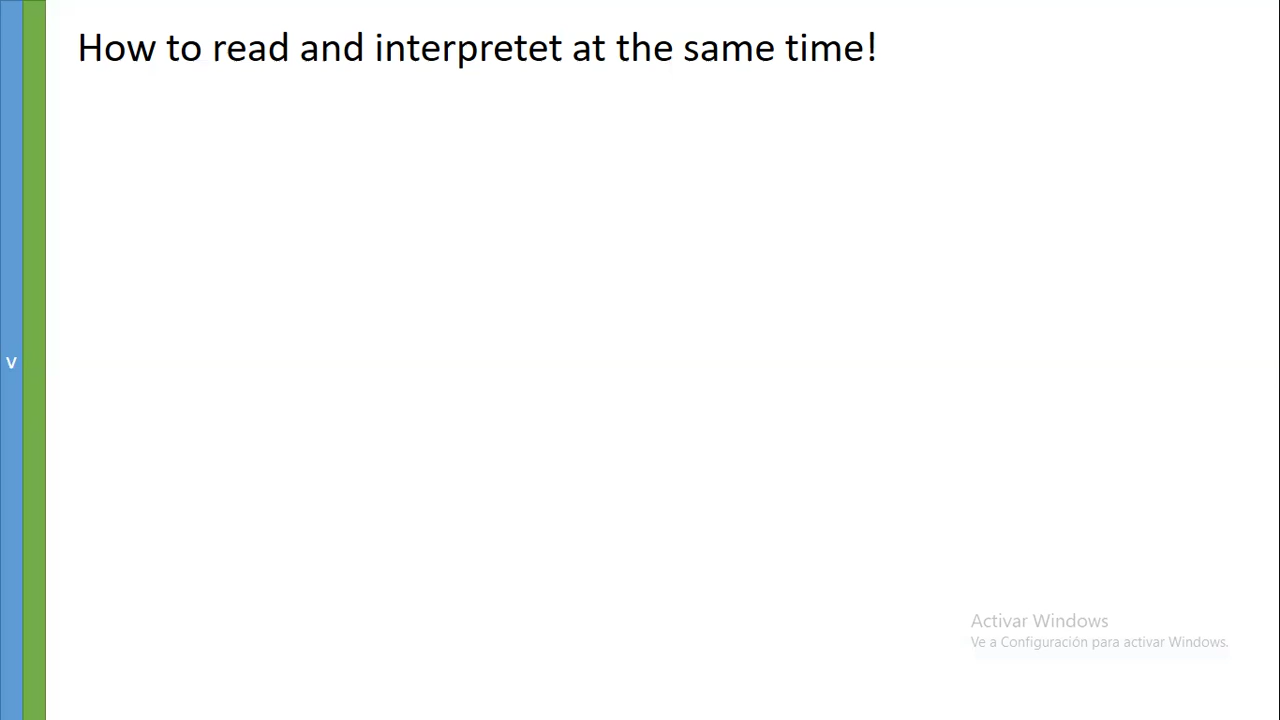 How to read and interpretet at the same time!
V
Activar Windows
Ve a Configuración para activar Windows.